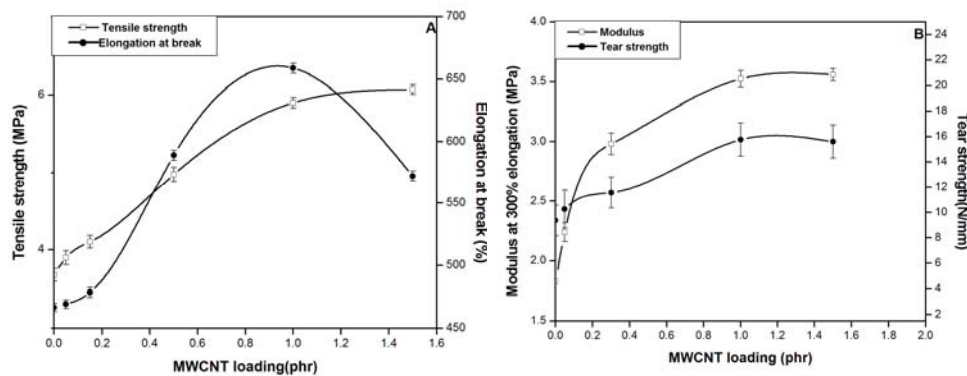 Tensile strength
Elongation at break
A
Tensile strength (MPa)
4
6
Elongation at break (%)
700
650
600
550
500
450
0.0 0.2 0.4 0.6 0.8 1.0 1.2 1.4 1.6
MWCNT loading(phr)
Modulus
Tear strength
B
Modulus at 300% elongation (MPa)
4.0
3.5
3.0
2.5
2.0
1.5
Tear strength(N/mm)
24
22
20
18
16
14
12
10
8
6
4
2
0.0 0.2 0.4 0.6 0.8 1.0 1.2 1.4 1.6 1.8 2.0
MWCNT loading (phr)